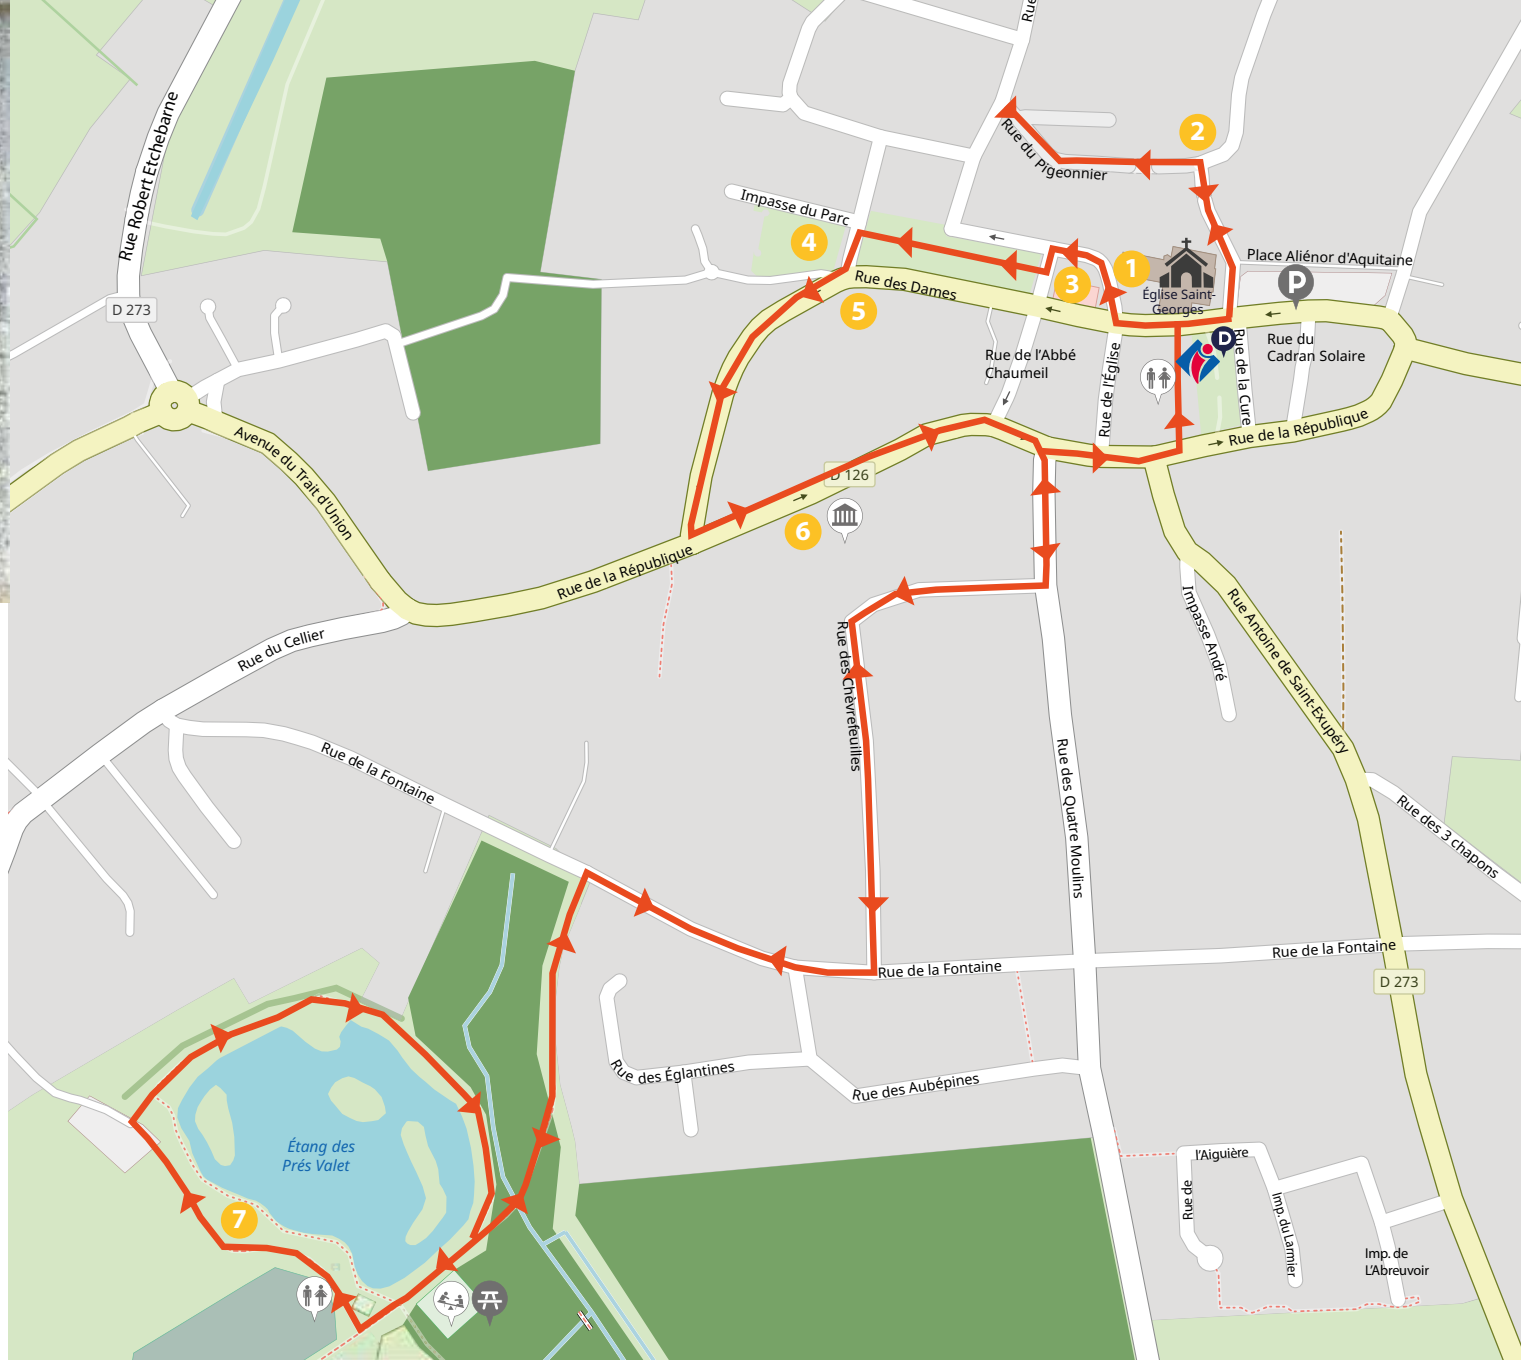 Rue
Rue Robert Etchebarne
2
Rue du Pigeonnier
Impasse du Parc
4
1
3
Place Aliénor d'Aquitaine
P
Église Saint-
Georges
Rue des Dames
5
D 273
D
Rue du
Cadran Solaire
Rue de la Cure
Rue de l'Abbé
Chaumeil
Rue de l'Église
Rue de la République
Avenue du Trait d'Union
D 126
6
Rue de la République
Rue du Cellier
Impasse André
Rue Antoine de Saint-Exupéry
Rue des Chèvrefeuilles
Rue de la Fontaine
Rue des Quatre Moulins
Rue des 3 chapons
Rue de la Fontaine
Rue de la Fontaine
D 273
Rue des Églantines
Rue des Aubépines
Étang des
Prés Valet
7
Rue de
l'Aiguière
Imp. du Larmier
Imp. de
L'Abreuvoir